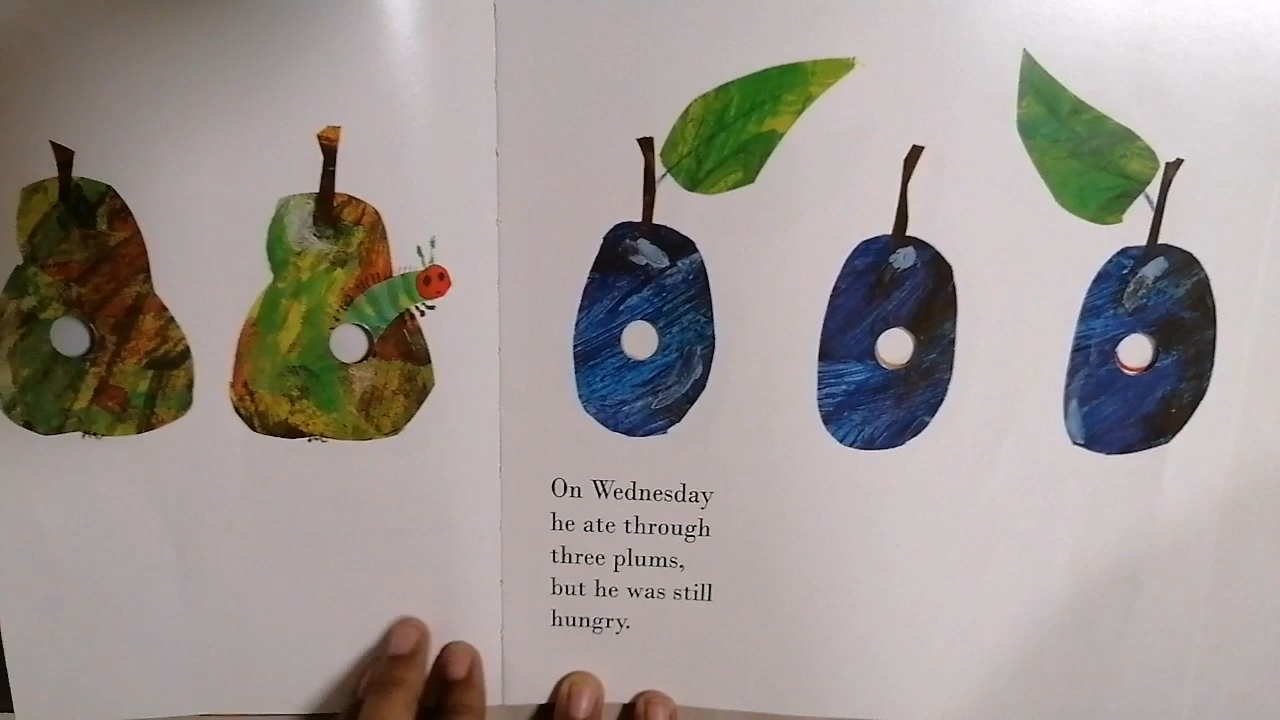 On Wednesday
he ate through
three plums,
but he was still
hungry.